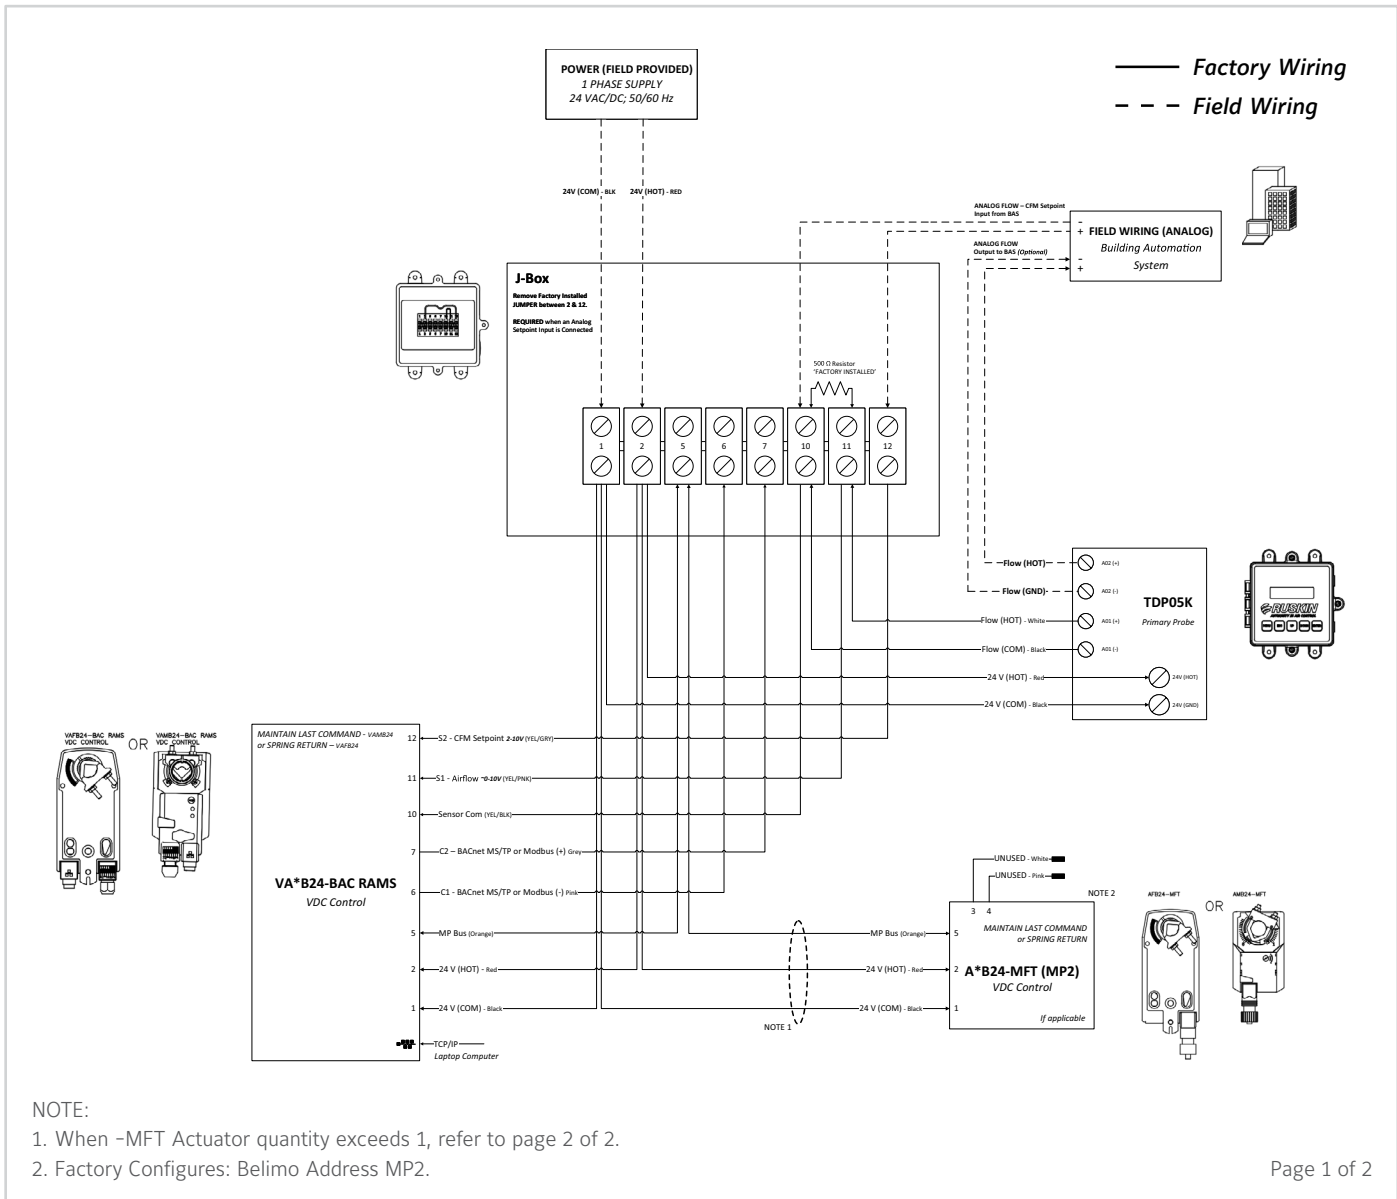 POWER (FIELD PROVIDED)
1 PHASE SUPPLY
24 VAC/DC; 50/60 Hz
Factory Wiring
Field Wiring
24V (COM) - BLK
24V (HOT) - RED
ANALOG FLOW – CFM Setpoint
Input from BAS
ANALOG FLOW
Output to BAS (Optional)
-
+
-
+
FIELD WIRING (ANALOG)
Building Automation
System
J-Box
Remove Factory Installed
JUMPER between 2 & 12.
REQUIRED when an Analog
Setpoint Input is Connected
500 Ω Resistor
'FACTORY INSTALLED'
1
2
5
6
7
10
11
12
Flow (HOT)
A02 (+)
Flow (GND)
A02 (-)
Flow (HOT) - White
A01 (+)
Flow (COM) - Black
A01 (-)
24 V (HOT) - Red
24V (HOT)
24 V (COM) - Black
24V (GND)
TDP05K
Primary Probe
RUSKIN
VAFB24-BAC RAMS
VDC CONTROL
OR
VAMB24-BAC RAMS
VDC CONTROL
MAINTAIN LAST COMMAND - VAMB24
or SPRING RETURN – VAFB24
VA*B24-BAC RAMS
VDC Control
12
S2 - CFM Setpoint 2-10V (YEL/GRY)
11
S1 - Airflow ~0-10V (YEL/PNK)
10
Sensor Com (YEL/BLK)
7
C2 – BACnet MS/TP or Modbus (+) Grey
6
C1 - BACnet MS/TP or Modbus (-) Pink
5
MP Bus (Orange)
2
24 V (HOT) - Red
1
24 V (COM) - Black
TCP/IP
Laptop Computer
NOTE 1
UNUSED - White
UNUSED - Pink
NOTE 2
3
4
MP Bus (Orange)
5
24 V (HOT) - Red
2
24 V (COM) - Black
1
MAINTAIN LAST COMMAND
or SPRING RETURN
A*B24-MFT (MP2)
VDC Control
If applicable
AFB24-MFT
OR
AMB24-MFT
NOTE:
1. When -MFT Actuator quantity exceeds 1, refer to page 2 of 2.
2. Factory Configures: Belimo Address MP2.
Page 1 of 2